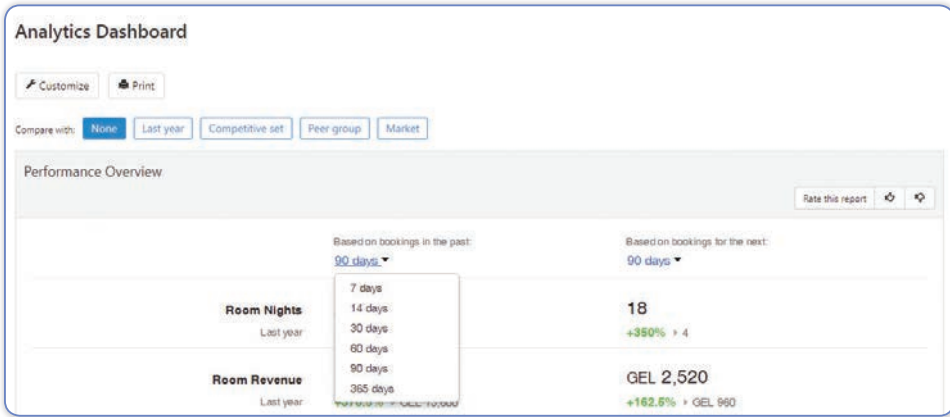 Analytics Dashboard
Customize Print
Compare with: None Last year Competitive set Peer group Market
Performance Overview
Rate this report
Based on bookings in the past: Based on bookings for the next:
90 days 90 days
7 days
14 days
30 days
60 days
90 days
365 days
Room Nights 18
Last year +350% 4
Room Revenue GEL 2,520
Last year +162.5% GEL 960